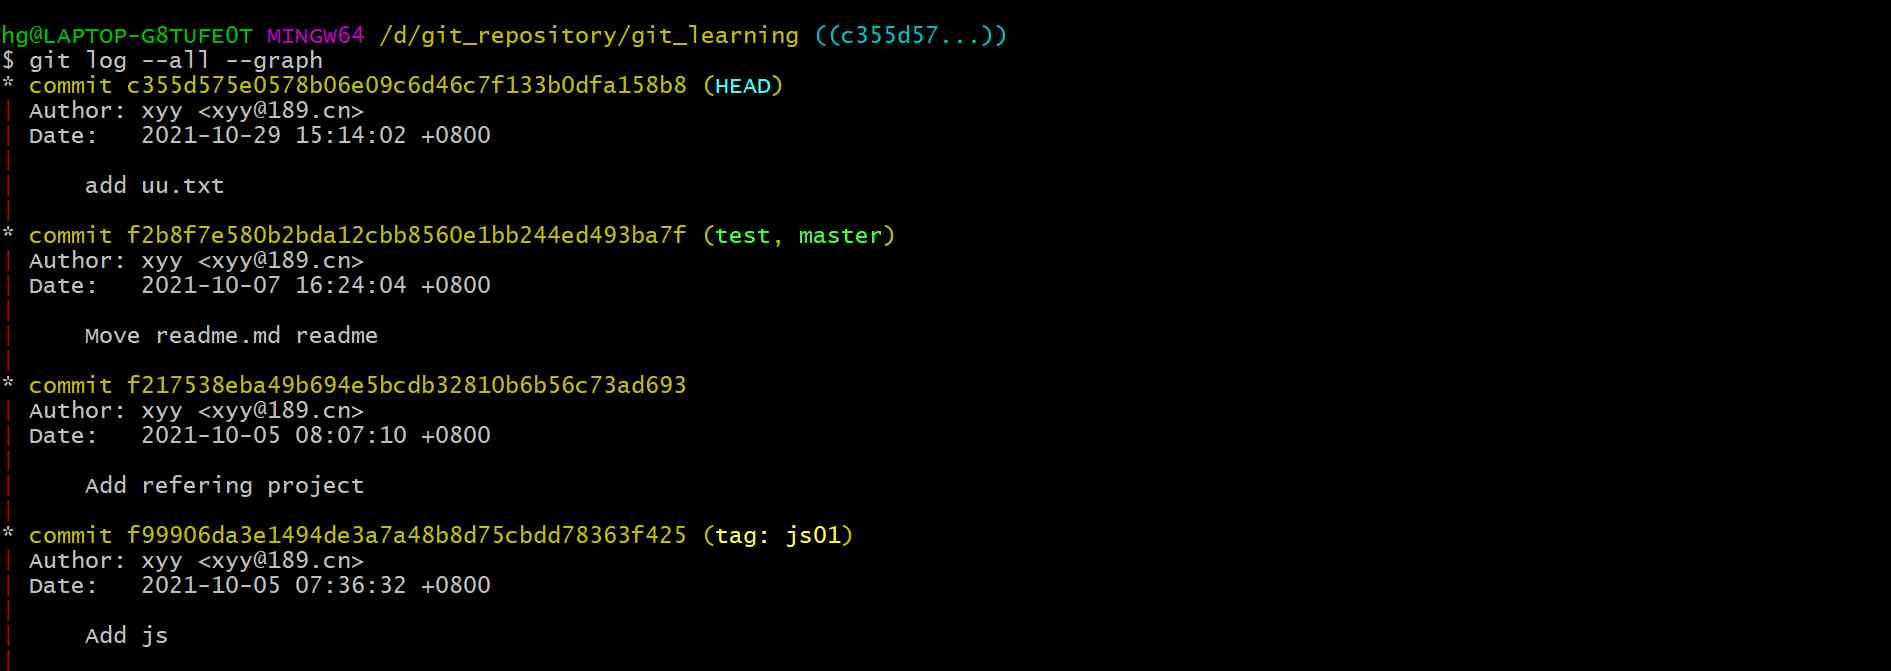 hg@LAPTOP-G8TUFE0T MINGW64 /d/git_repository/git_learning ((c355d57...))
$ git log --all --graph
* commit c355d575e0578b06e09c6d46c7f133b0dfa158b8 (HEAD)
| Author: xyy <xyy@189.cn>
| Date:   2021-10-29 15:14:02 +0800
|
|     add uu.txt
|
* commit f2b8f7e580b2bda12cbb8560e1bb244ed493ba7f (test, master)
| Author: xyy <xyy@189.cn>
| Date:   2021-10-07 16:24:04 +0800
|
|     Move readme.md readme
|
* commit f217538eba49b694e5bcdb32810b6b56c73ad693
| Author: xyy <xyy@189.cn>
| Date:   2021-10-05 08:07:10 +0800
|
|     Add refering project
|
* commit f99906da3e1494de3a7a48b8d75cbdd78363f425 (tag: js01)
| Author: xyy <xyy@189.cn>
| Date:   2021-10-05 07:36:32 +0800
|
|     Add js
|